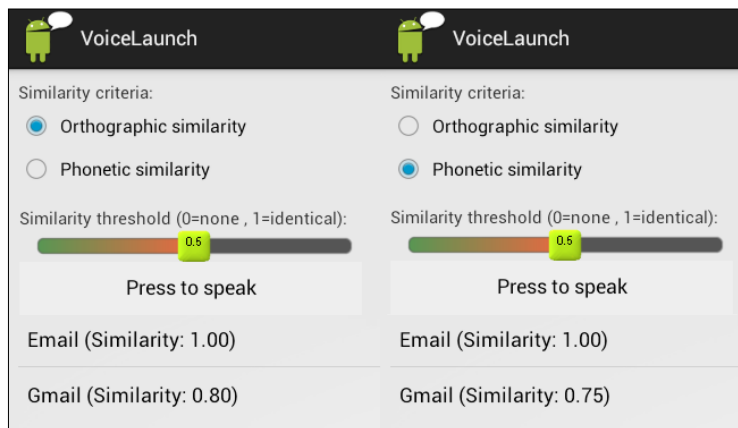 VoiceLaunch
Similarity criteria:
Orthographic similarity
Phonetic similarity
Similarity threshold (0=none , 1=identical):
0.5
Press to speak
Email (Similarity: 1.00)
Gmail (Similarity: 0.80)
VoiceLaunch
Similarity criteria:
Orthographic similarity
Phonetic similarity
Similarity threshold (0=none , 1=identical):
0.5
Press to speak
Email (Similarity: 1.00)
Gmail (Similarity: 0.75)